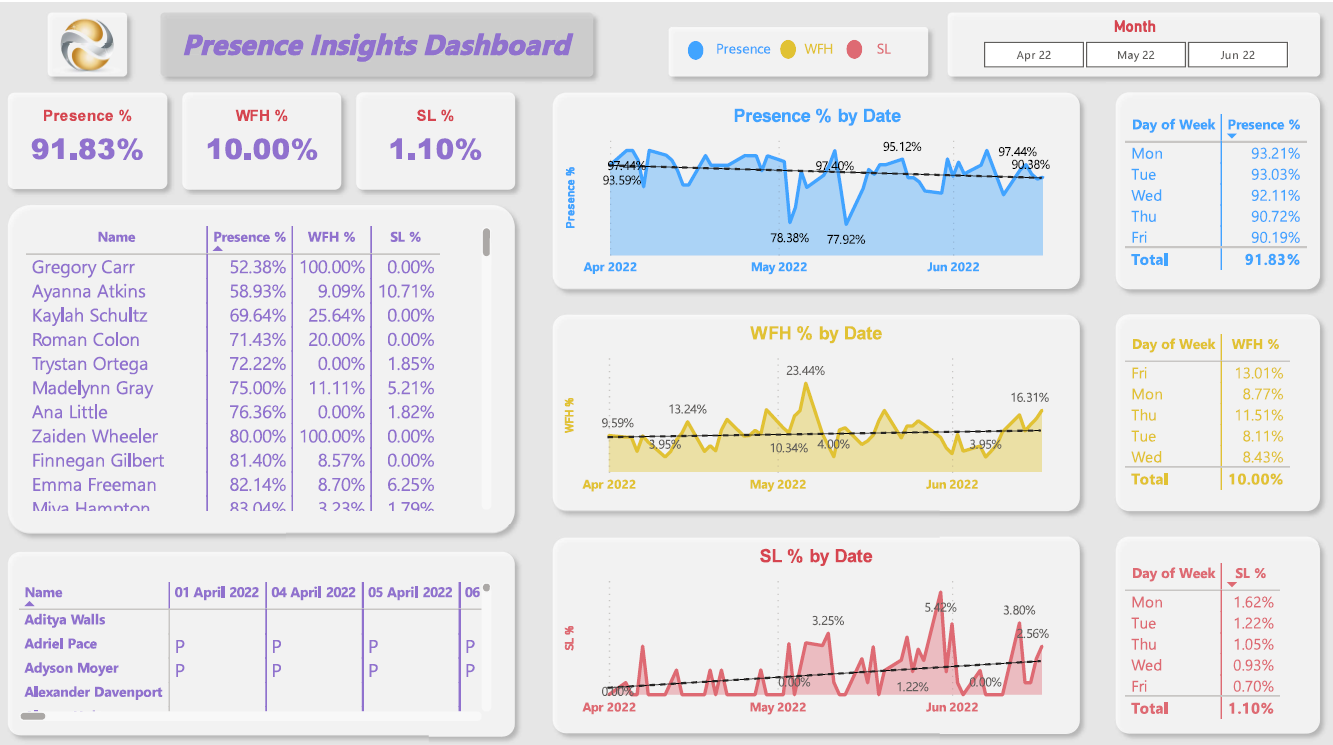 Presence Insights Dashboard
Presence WFH SL
Month
Apr 22 May 22 Jun 22
Presence %
91.83%
WFH %
10.00%
SL %
1.10%
Name Presence % WFH % SL %
Gregory Carr 52.38% 100.00% 0.00%
Ayanna Atkins 58.93% 9.09% 10.71%
Kaylah Schultz 69.64% 25.64% 0.00%
Roman Colon 71.43% 20.00% 0.00%
Trystan Ortega 72.22% 0.00% 1.85%
Madelynn Gray 75.00% 11.11% 5.21%
Ana Little 76.36% 0.00% 1.82%
Zaiden Wheeler 80.00% 100.00% 0.00%
Finnegan Gilbert 81.40% 8.57% 0.00%
Emma Freeman 82.14% 8.70% 6.25%
Miya Hampton 83.04% 3.23% 1.79%
Name 01 April 2022 04 April 2022 05 April 2022 06
Aditya Walls
Adriel Pace P P P P
Adyson Moyer P P P P
Alexander Davenport
Presence % by Date
Presence %
97.44%
93.59%
78.38%
97.40%
77.92%
95.12%
97.44%
90.38%
Apr 2022 May 2022 Jun 2022
Day of Week Presence %
Mon 93.21%
Tue 93.03%
Wed 92.11%
Thu 90.72%
Fri 90.19%
Total 91.83%
WFH % by Date
WFH %
9.59%
3.95%
13.24%
10.34%
23.44%
4.00%
3.95%
16.31%
Apr 2022 May 2022 Jun 2022
Day of Week WFH %
Fri 13.01%
Mon 8.77%
Thu 11.51%
Tue 8.11%
Wed 8.43%
Total 10.00%
SL % by Date
SL %
0.00%
0.00%
3.25%
1.22%
5.42%
0.00%
3.80%
2.56%
Apr 2022 May 2022 Jun 2022
Day of Week SL %
Mon 1.62%
Tue 1.22%
Thu 1.05%
Wed 0.93%
Fri 0.70%
Total 1.10%